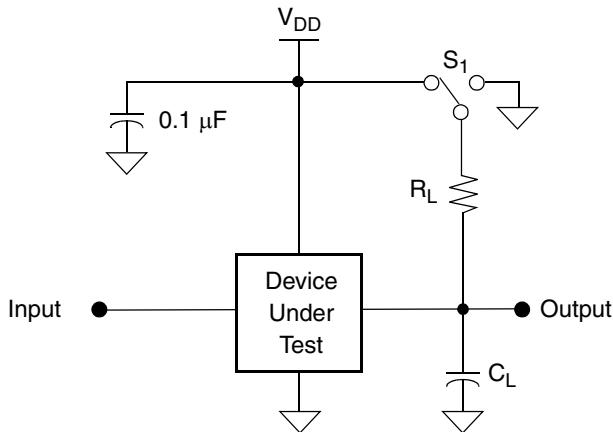 V_DD
S_1
0.1 μF
R_L
Input
Device
Under
Test
Output
C_L